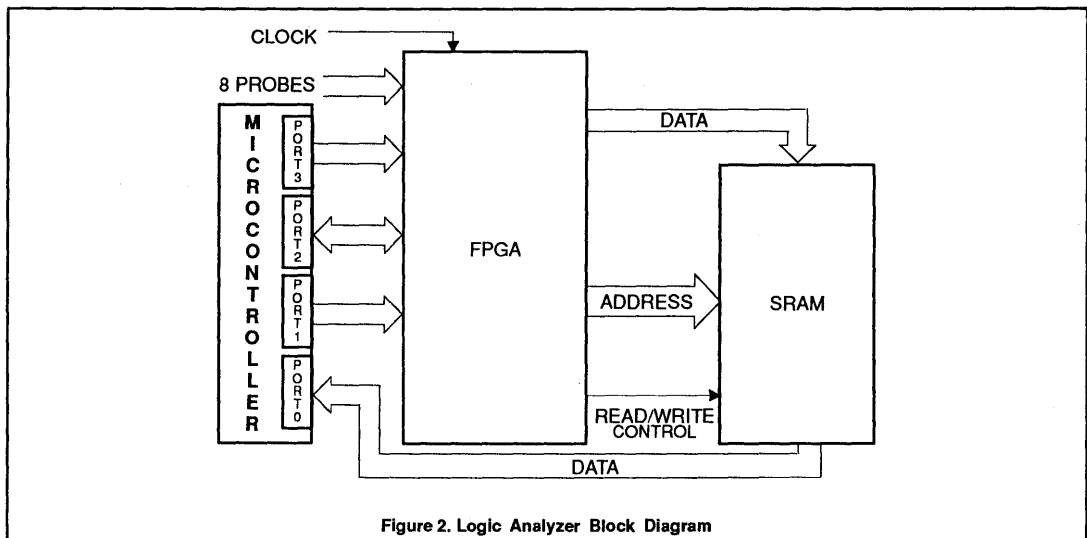 CLOCK
8 PROBES
MICROCONTROLLER
PORT3
PORT2
PORT1
PORT0
FPGA
DATA
ADDRESS
READ/WRITE
CONTROL
SRAM
DATA
Figure 2. Logic Analyzer Block Diagram